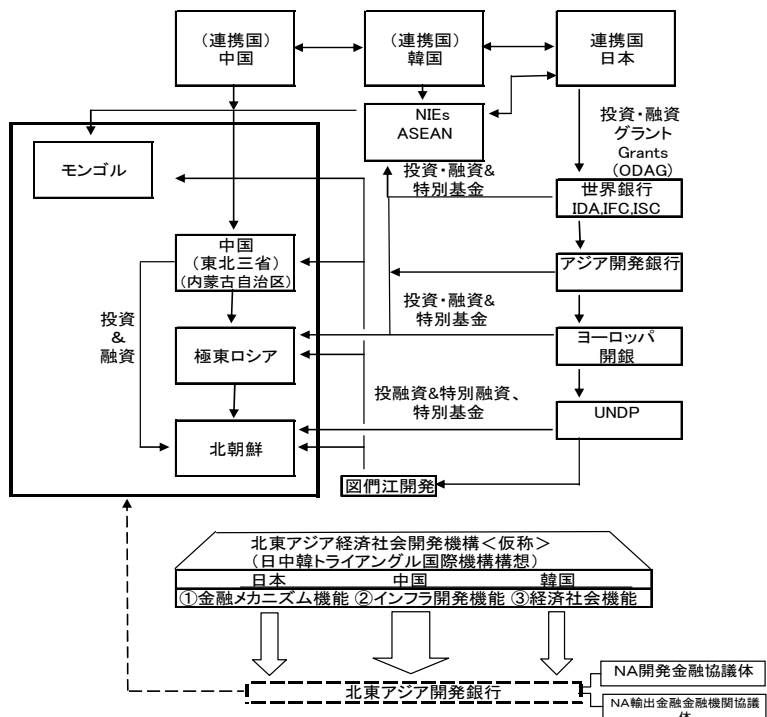 （連携国）
中国
（連携国）
韓国
連携国
日本
NIEs
ASEAN
投資・融資
グラント
Grants
（ODAG）
モンゴル
投資・融資&
特別基金
世界銀行
IDA,IFC,ISC
中国
（東北三省）
（内蒙古自治区）
アジア開発銀行
投資
&
融資
投資・融資&
特別基金
極東ロシア
ヨーロッパ
開銀
投融資&特別融資、
特別基金
UNDP
北朝鮮
図們江開発
北東アジア経済社会開発機構＜仮称＞
（日中韓トライアングル国際機構構想）
日本 中国 韓国
①金融メカニズム機能 ②インフラ開発機能 ③経済社会機能
北東アジア開発銀行
NA開発金融協議体
NA輸出金融金融機関協議
体